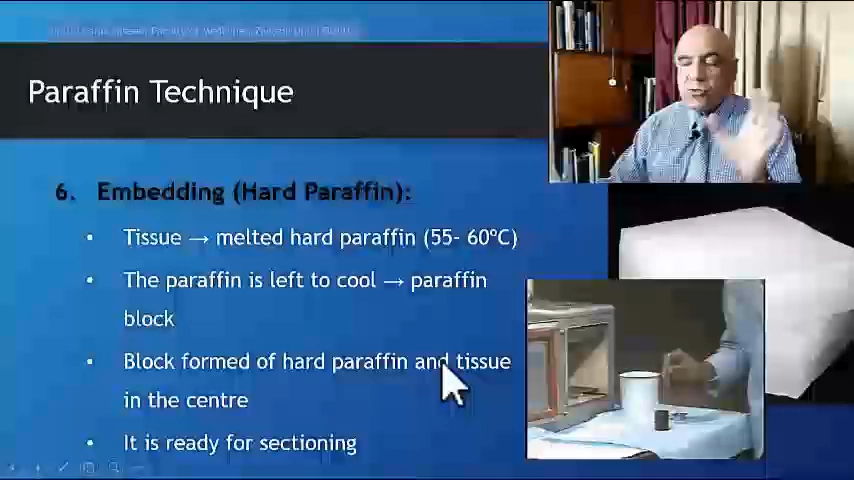 Paraffin Technique
6. Embedding (Hard Paraffin):
• Tissue → melted hard paraffin (55- 60°C)
• The paraffin is left to cool → paraffin
block
• Block formed of hard paraffin and tissue
in the centre
• It is ready for sectioning